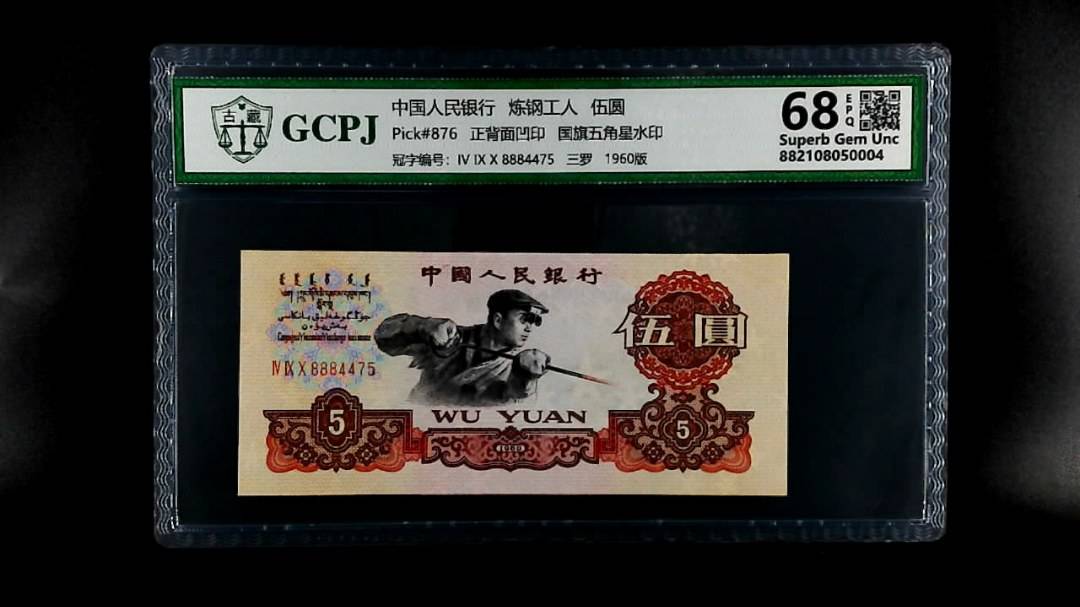 古藏
GCPJ
中国人民银行 炼钢工人 伍圆
Pick#876 正背面凹印 国旗五角星水印
冠字编号: IV IX X 8884475 三罗 1960版
68 EPQ
Superb Gem Unc
882108050004
中國人民銀行
伍圓
IV IX X 8884475
WU YUAN
5
1960
5